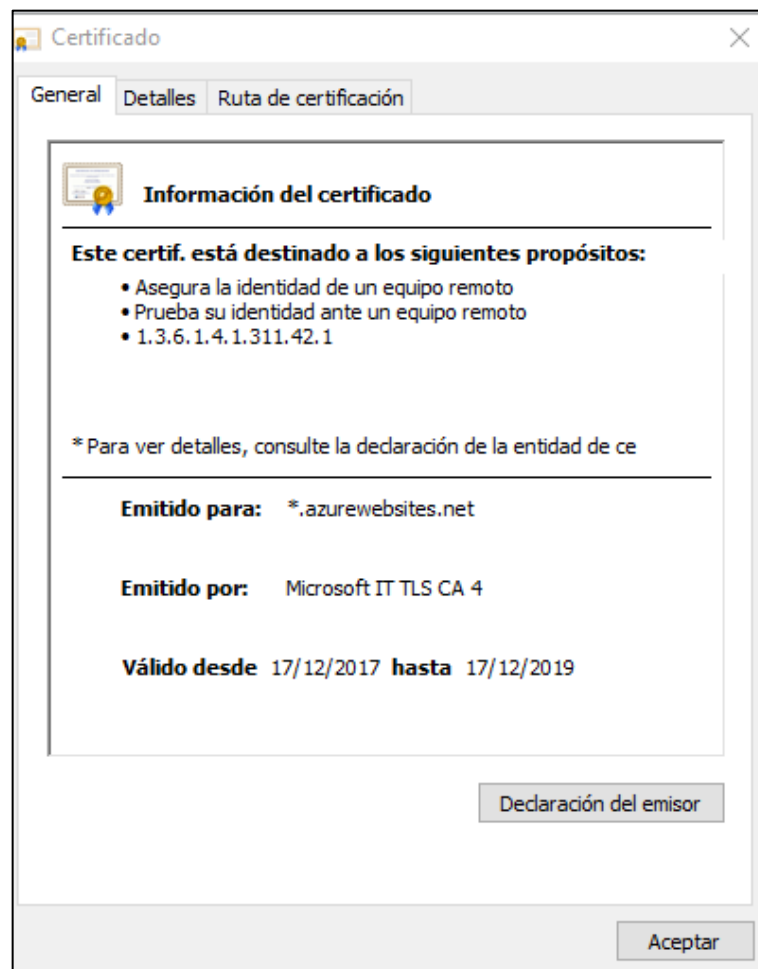 Certificado
General Detalles Ruta de certificación
Información del certificado
Este certif. está destinado a los siguientes propósitos:
• Asegura la identidad de un equipo remoto
• Prueba su identidad ante un equipo remoto
• 1.3.6.1.4.1.311.42.1
* Para ver detalles, consulte la declaración de la entidad de ce
Emitido para: *.azurewebsites.net
Emitido por: Microsoft IT TLS CA 4
Válido desde 17/12/2017 hasta 17/12/2019
Declaración del emisor
Aceptar